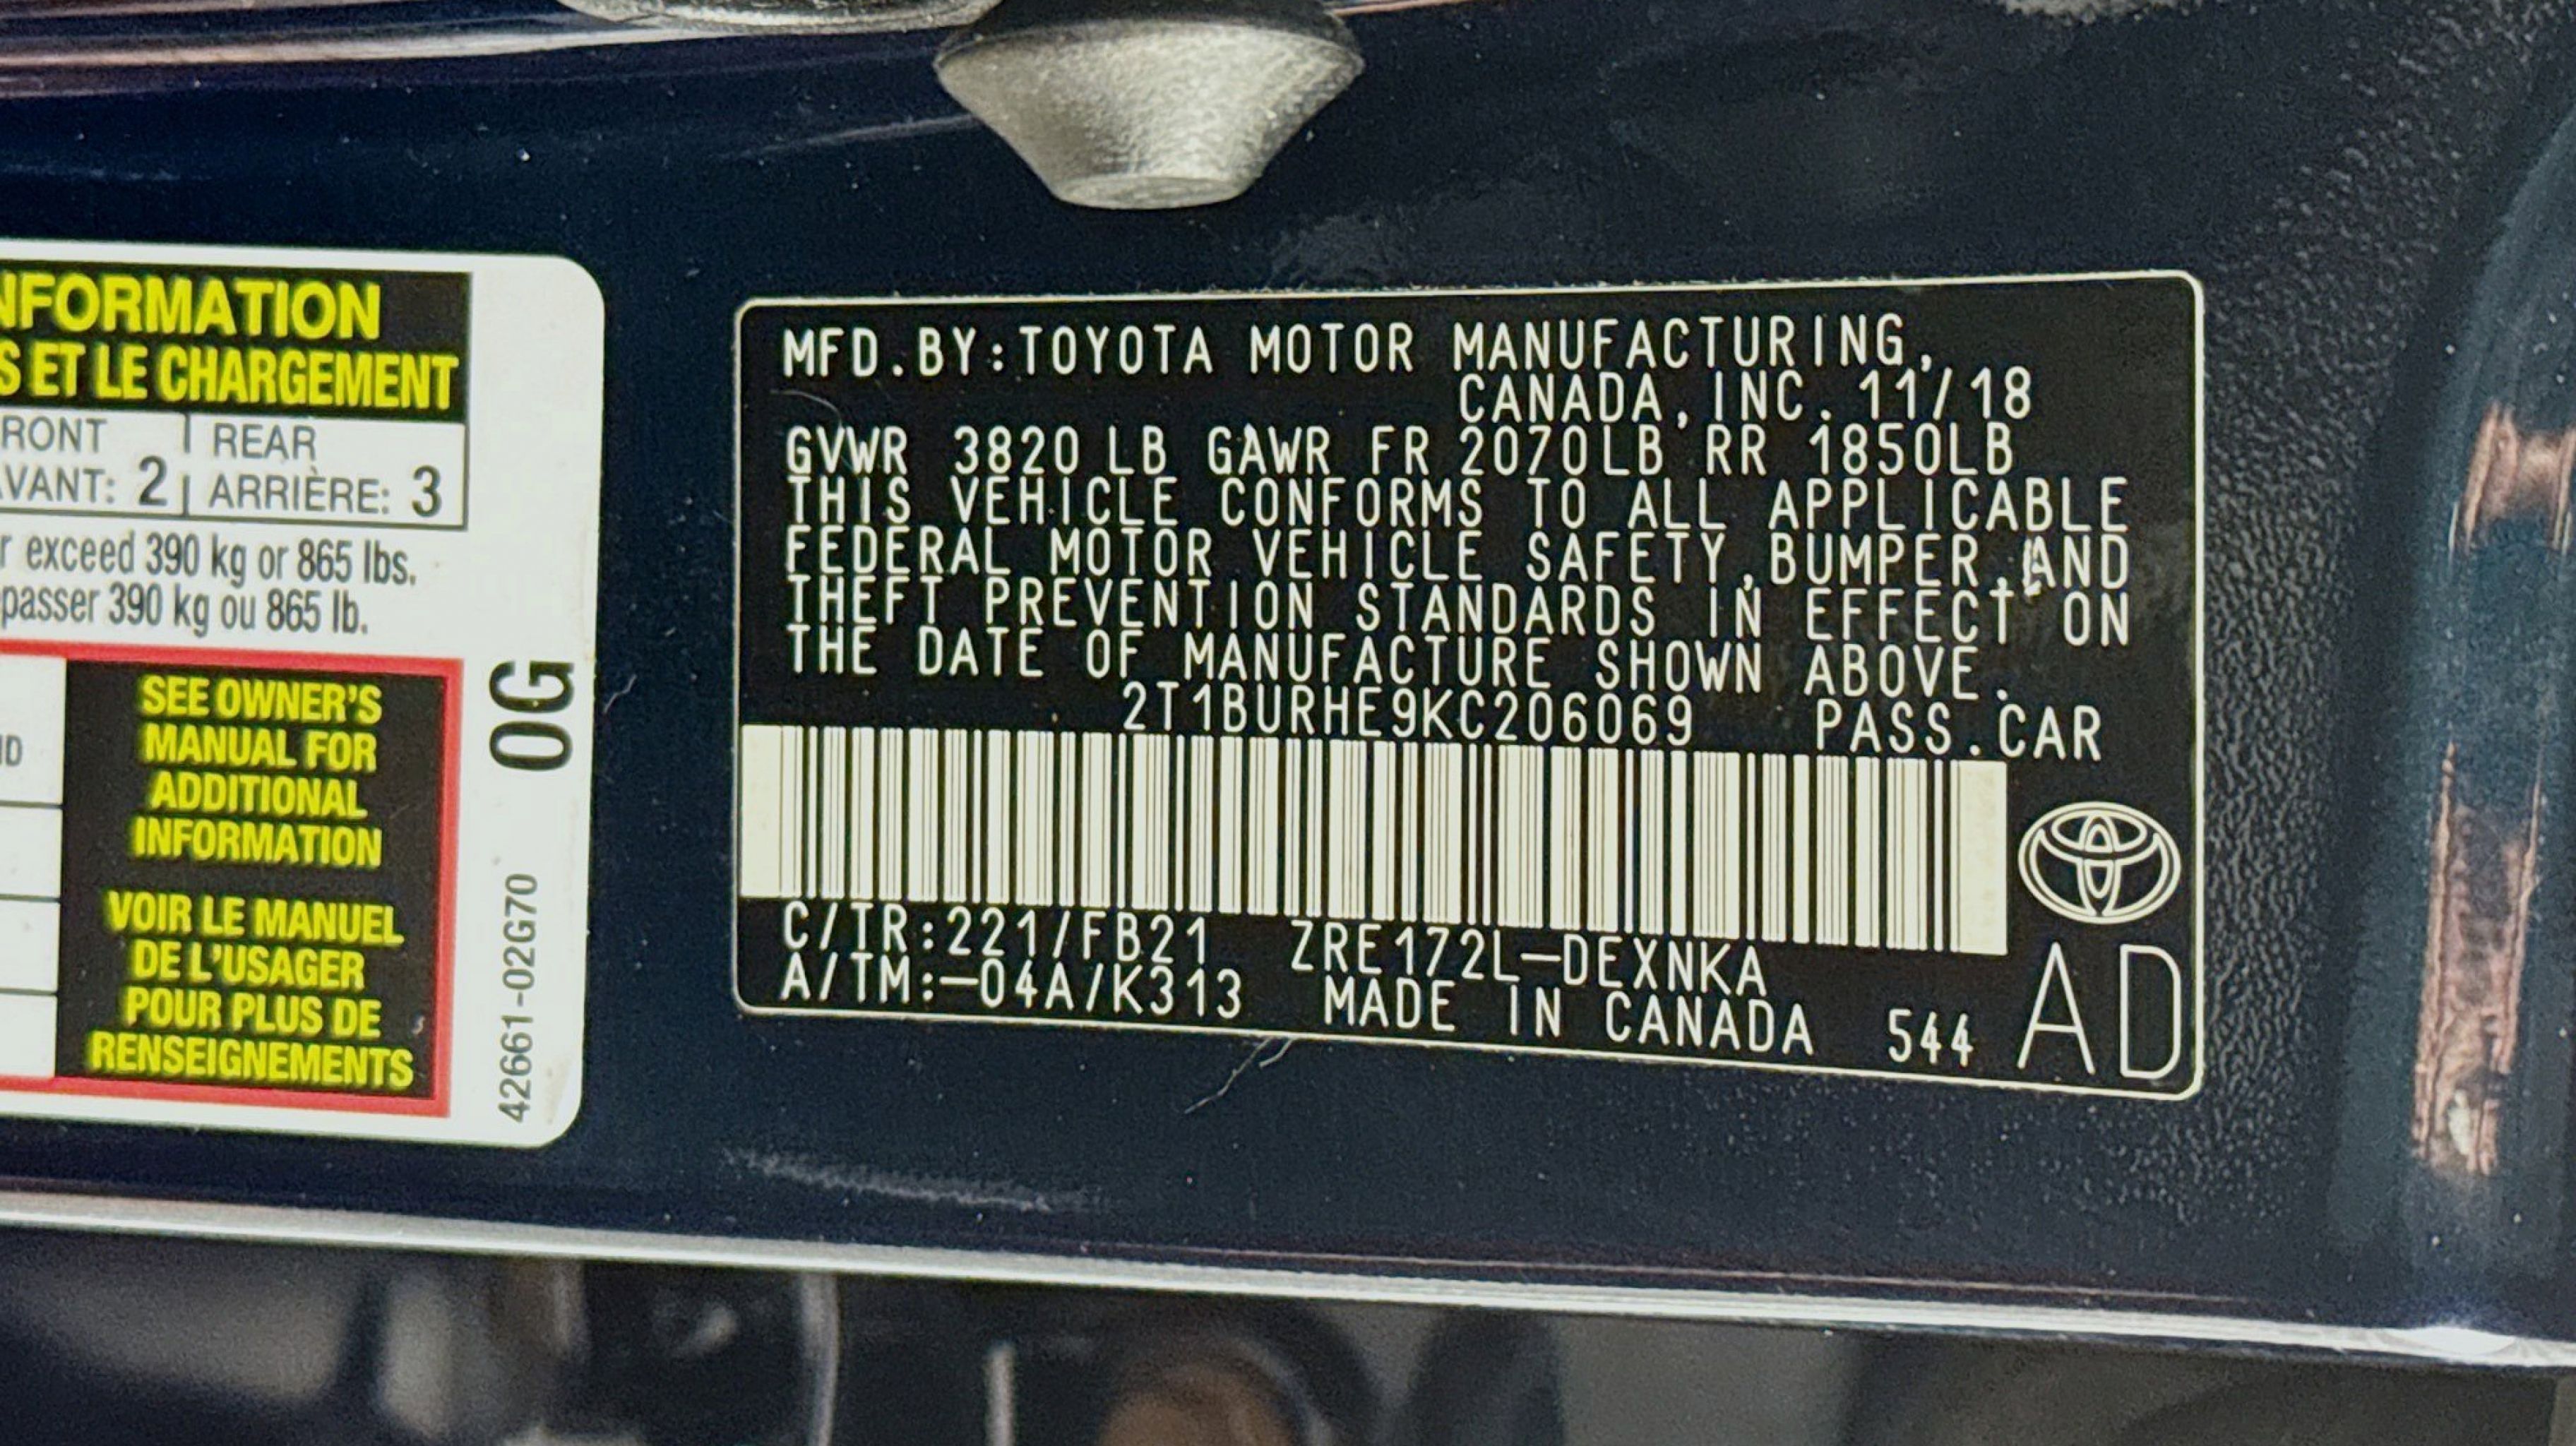 NFORMATION
S ET LE CHARGEMENT
RONT REAR
AVANT: 2 ARRIÈRE: 3
r exceed 390 kg or 865 lbs.
passer 390 kg ou 865 lb.
SEE OWNER'S
MANUAL FOR
ADDITIONAL
INFORMATION
VOIR LE MANUEL
DE L'USAGER
POUR PLUS DE
RENSEIGNEMENTS
0G
42661-02G70
MFD.BY:TOYOTA MOTOR MANUFACTURING,
CANADA,INC. 11/18
GVWR 3820LB GAWR FR 2070LB RR 1850LB
THIS VEHICLE CONFORMS TO ALL APPLICABLE
FEDERAL MOTOR VEHICLE SAFETY,BUMPER,AND
THEFT PREVENTION STANDARDS IN EFFECT ON
THE DATE OF MANUFACTURE SHOWN ABOVE.
2T1BURHE9KC206069 PASS.CAR
C/TR:221/FB21 ZRE172L-DEXNKA
A/TM:-04A/K313 MADE IN CANADA 544
AD